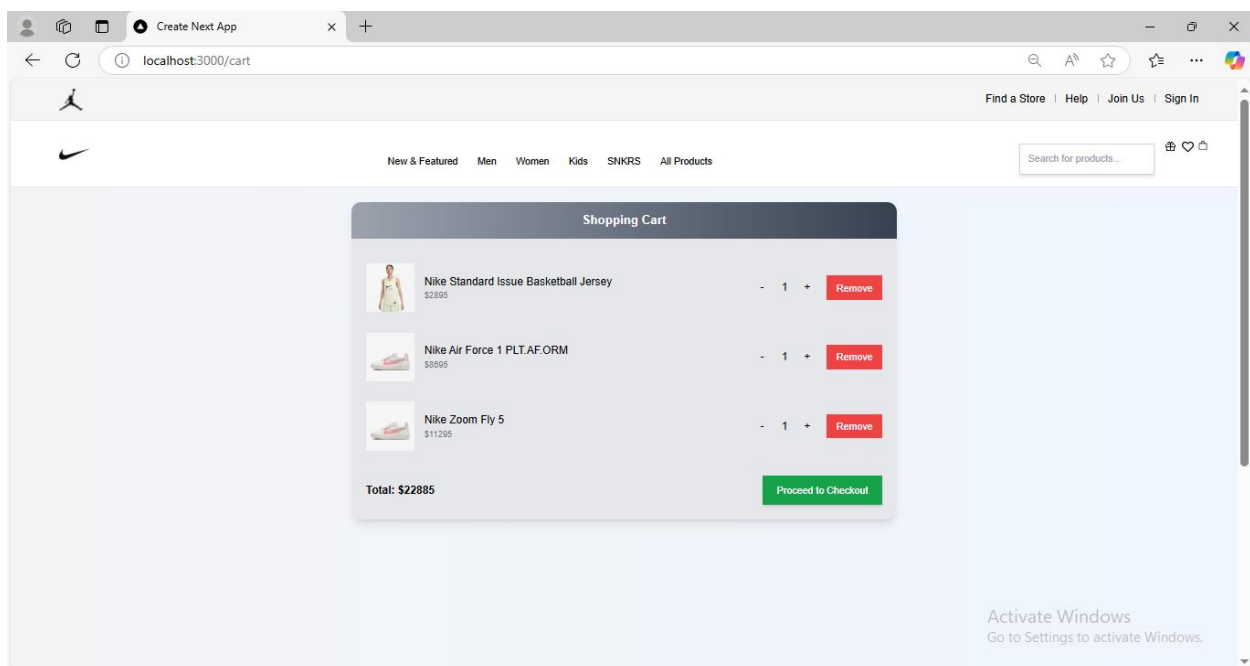 Create Next App
localhost:3000/cart
Find a Store | Help | Join Us | Sign In
New & Featured Men Women Kids SNKRS All Products
Search for products...
Shopping Cart
Nike Standard Issue Basketball Jersey
$2895
- 1 + Remove
Nike Air Force 1 PLT.AF.ORM
$8695
- 1 + Remove
Nike Zoom Fly 5
$11295
- 1 + Remove
Total: $22885
Proceed to Checkout
Activate Windows
Go to Settings to activate Windows.